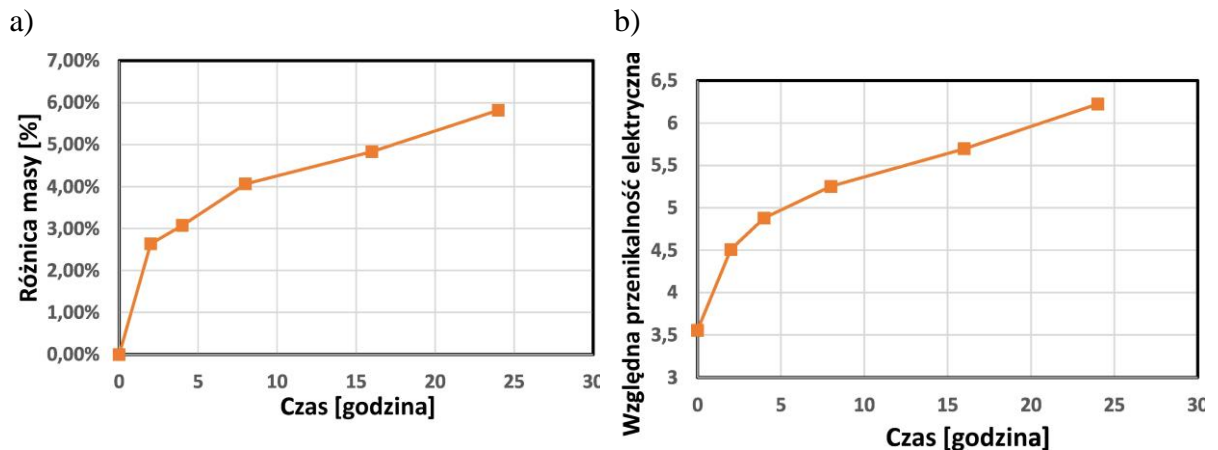 a)
7,00%
6,00%
5,00%
4,00%
3,00%
2,00%
1,00%
0,00%
0 5 10 15 20 25 30
Różnica masy [%]
Czas [godzina]
b)
6,5
6
5,5
5
4,5
4
3,5
3
0 5 10 15 20 25 30
Względna przenikalność elektryczna
Czas [godzina]